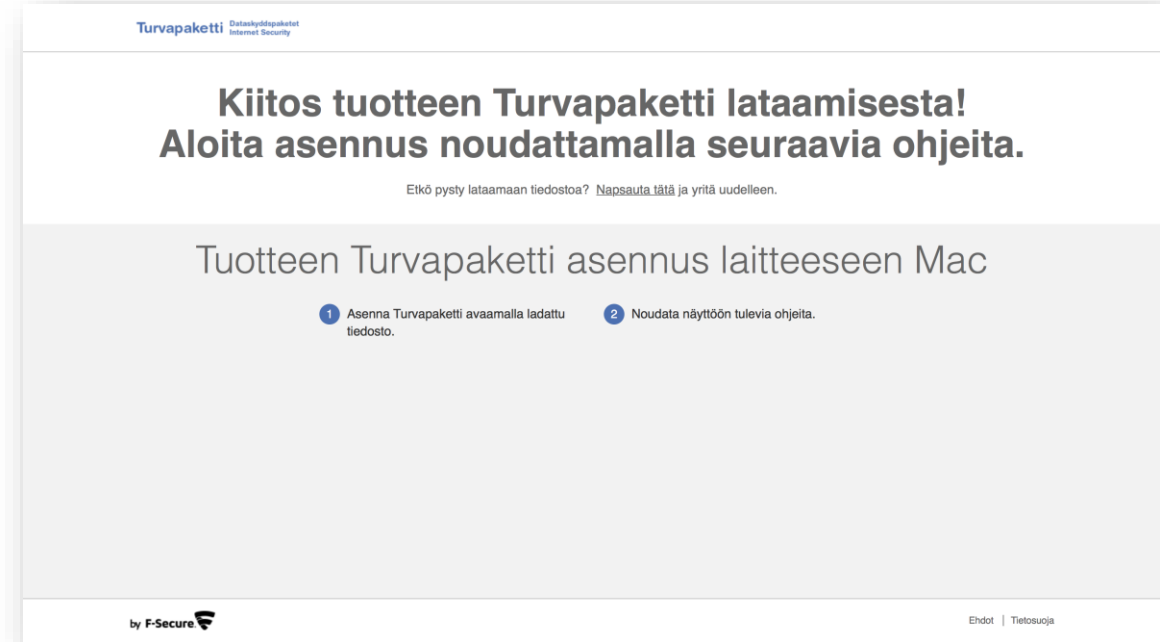 Turvapaketti
Dataskyddspaketet
Internet Security
Kiitos tuotteen Turvapaketti lataamisesta!
Aloita asennus noudattamalla seuraavia ohjeita.
Etkö pysty lataamaan tiedostoa? Napsauta tätä ja yritä uudelleen.
Tuotteen Turvapaketti asennus laitteeseen Mac
1 Asenna Turvapaketti avaamalla ladattu
tiedosto.
2 Noudata näyttöön tulevia ohjeita.
by F-Secure.
Ehdot | Tietosuoja